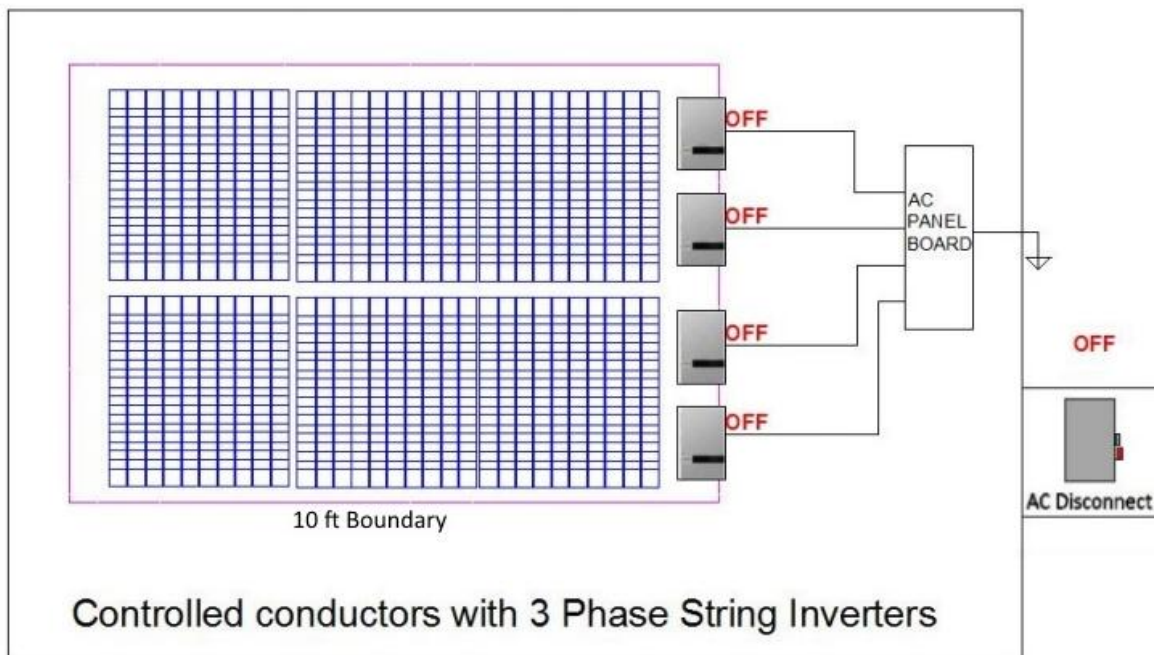 OFF
OFF
AC
PANEL
BOARD
OFF
OFF
OFF
AC Disconnect
10 ft Boundary
Controlled conductors with 3 Phase String Inverters